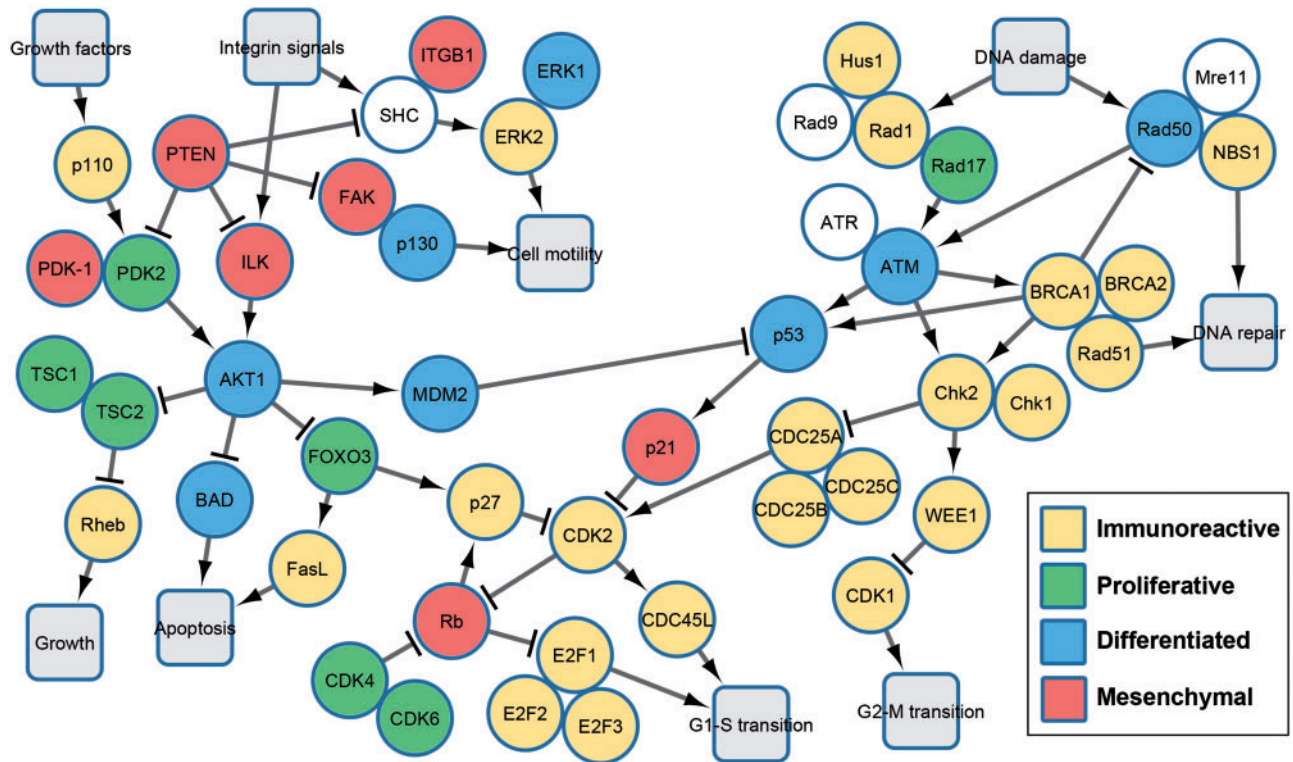 Growth factors
Integrin signals
ITGB1
ERK1
SHC
ERK2
DNA damage
Hus1
Mre11
Rad9
Rad1
Rad50
NBS1
Rad17
p110
PTEN
FAK
p130
Cell motility
ATR
ATM
PDK-1
PDK2
ILK
BRCA1
BRCA2
Rad51
DNA repair
p53
TSC1
TSC2
AKT1
MDM2
Chk2
Chk1
FOXO3
p21
CDC25A
CDC25C
CDC25B
BAD
p27
Rheb
CDK2
WEE1
FasL
CDK1
Growth
Apoptosis
Rb
CDC45L
CDK4
CDK6
E2F1
E2F2
E2F3
G1-S transition
G2-M transition
Immunoreactive
Proliferative
Differentiated
Mesenchymal